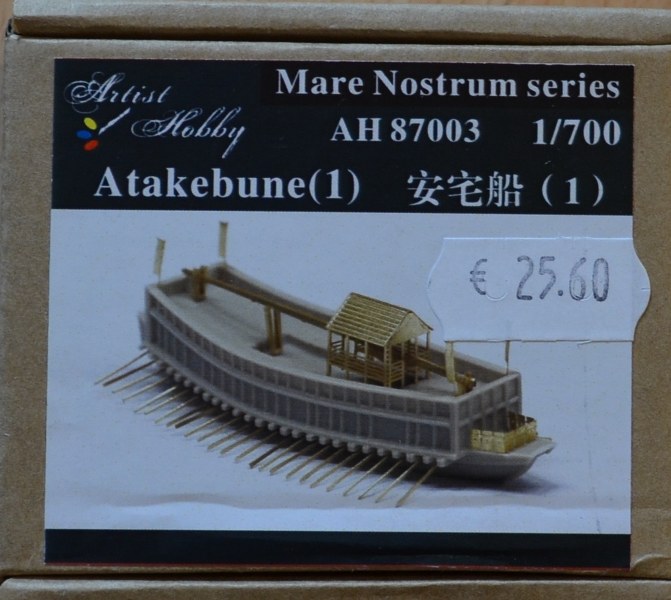 Artist Hobby
Mare Nostrum series
AH 87003 1/700
Atakebune(1) 安宅船（1）
€ 25.60